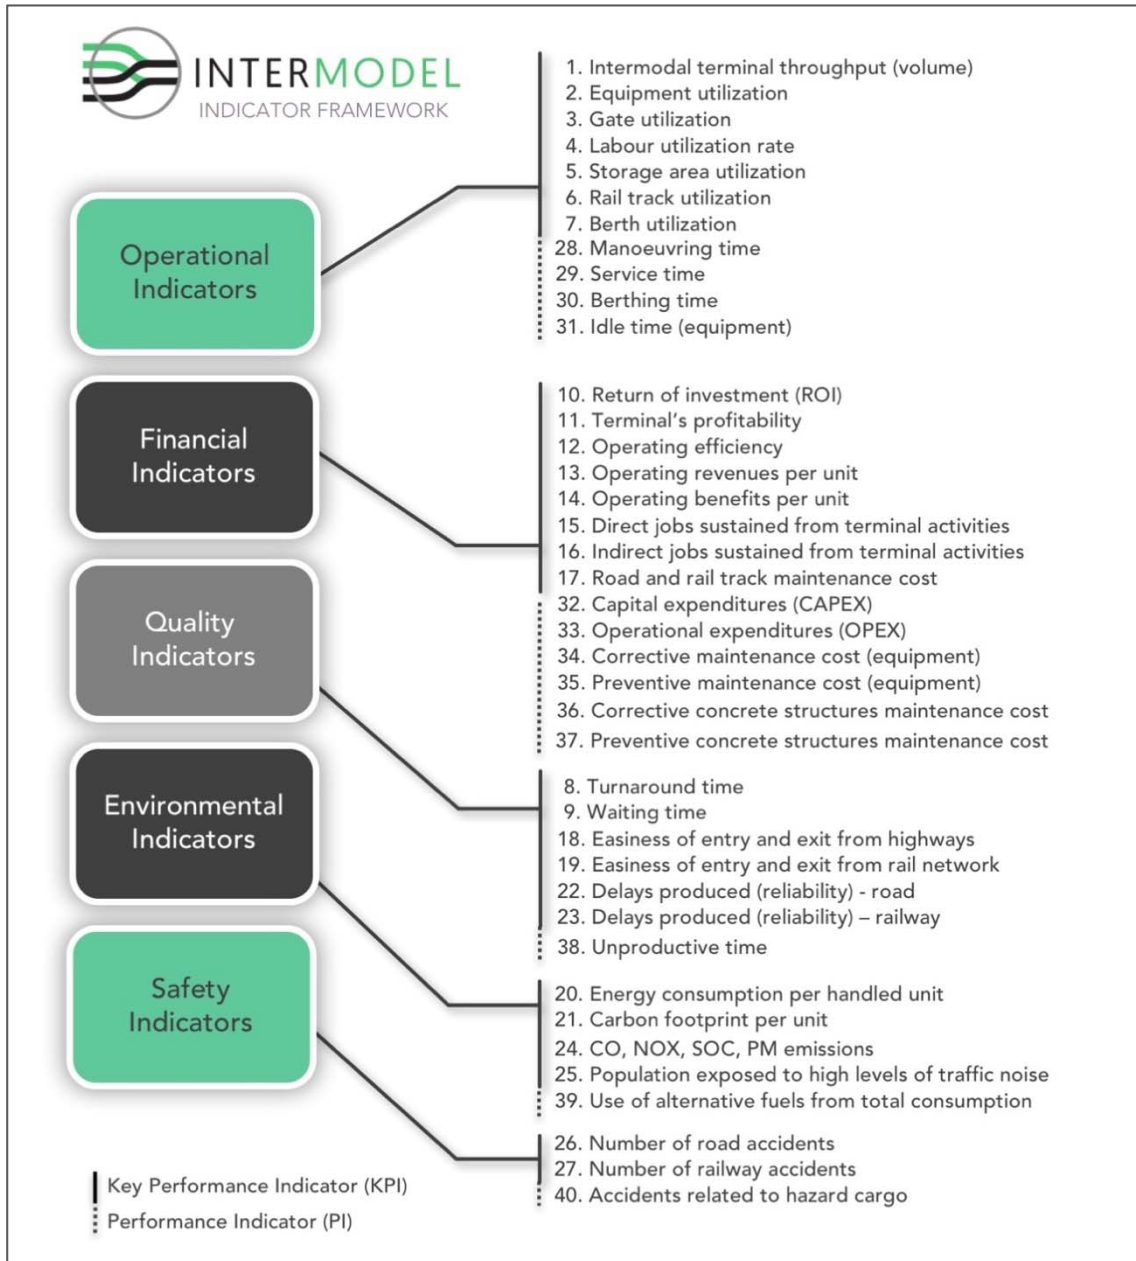 INTERMODEL
INDICATOR FRAMEWORK
Operational
Indicators
1. Intermodal terminal throughput (volume)
2. Equipment utilization
3. Gate utilization
4. Labour utilization rate
5. Storage area utilization
6. Rail track utilization
7. Berth utilization
28. Manoeuvring time
29. Service time
30. Berthing time
31. Idle time (equipment)
Financial
Indicators
10. Return of investment (ROI)
11. Terminal's profitability
12. Operating efficiency
13. Operating revenues per unit
14. Operating benefits per unit
15. Direct jobs sustained from terminal activities
16. Indirect jobs sustained from terminal activities
17. Road and rail track maintenance cost
32. Capital expenditures (CAPEX)
33. Operational expenditures (OPEX)
34. Corrective maintenance cost (equipment)
35. Preventive maintenance cost (equipment)
36. Corrective concrete structures maintenance cost
37. Preventive concrete structures maintenance cost
Quality
Indicators
8. Turnaround time
9. Waiting time
18. Easiness of entry and exit from highways
19. Easiness of entry and exit from rail network
22. Delays produced (reliability) - road
23. Delays produced (reliability) – railway
38. Unproductive time
Environmental
Indicators
20. Energy consumption per handled unit
21. Carbon footprint per unit
24. CO, NOX, SOC, PM emissions
25. Population exposed to high levels of traffic noise
39. Use of alternative fuels from total consumption
Safety
Indicators
26. Number of road accidents
27. Number of railway accidents
40. Accidents related to hazard cargo
Key Performance Indicator (KPI)
Performance Indicator (PI)